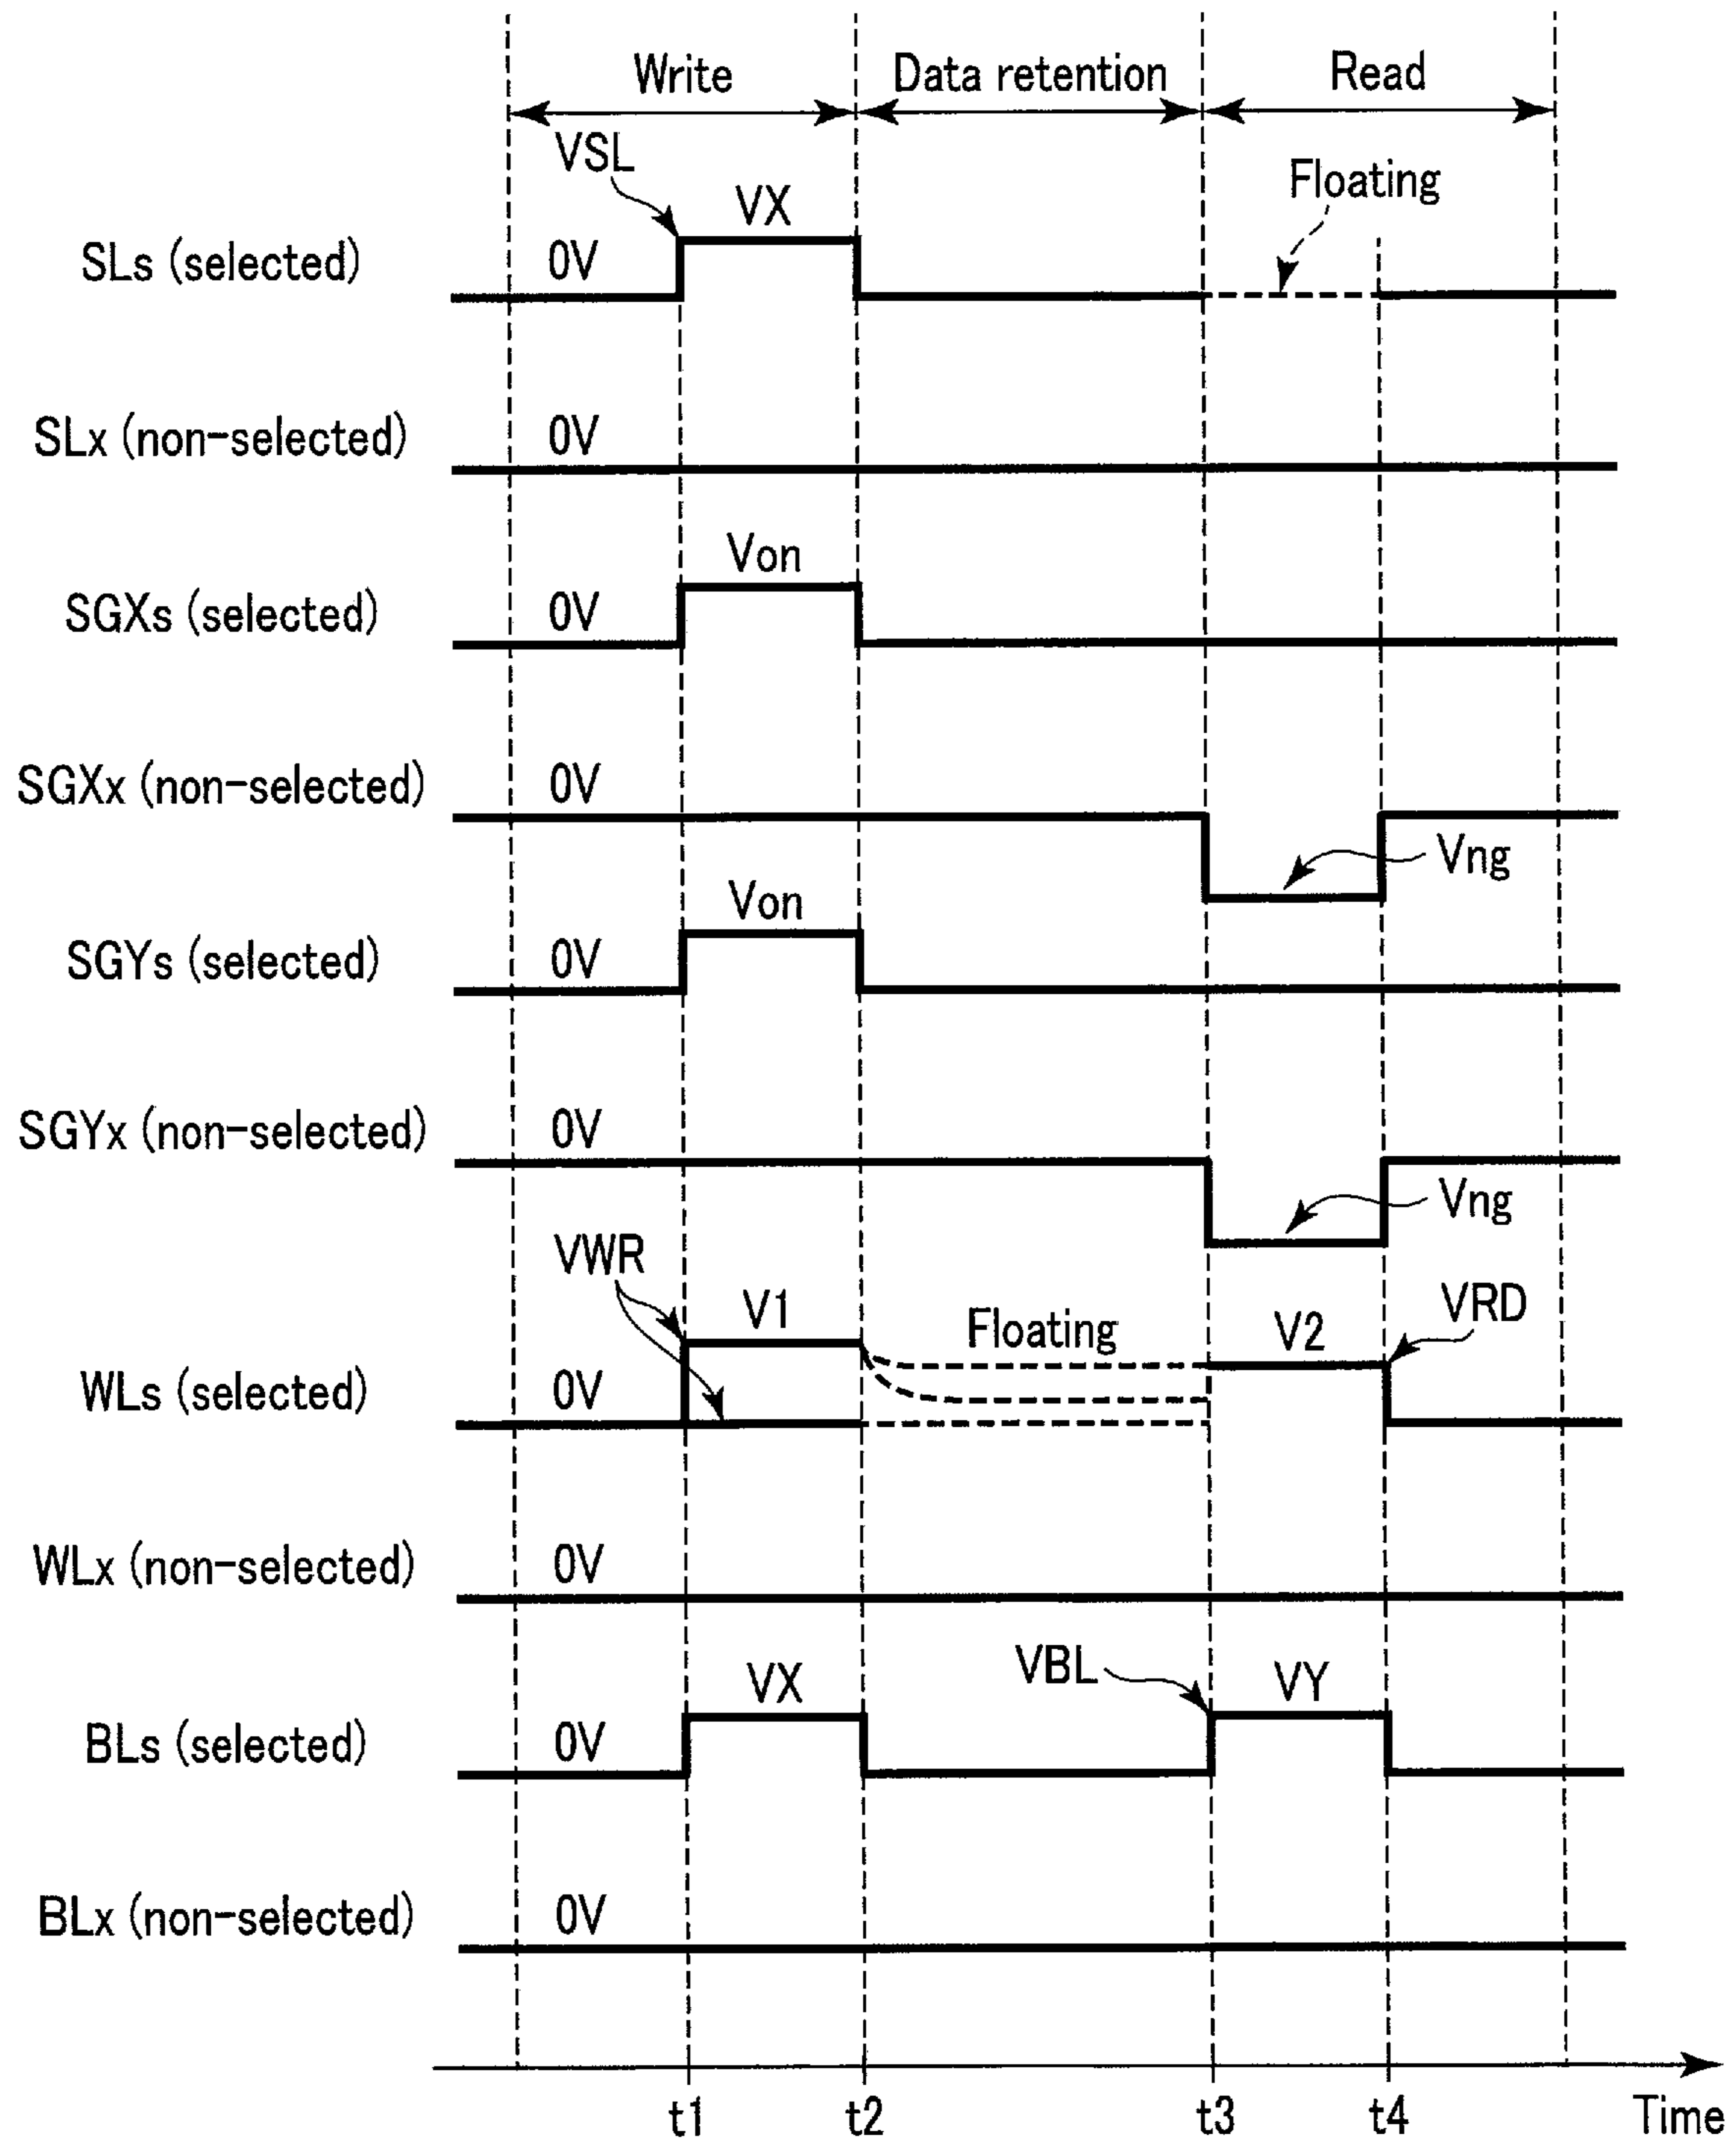 Write
Data retention
Read
VSL
VX
Floating
SLs (selected)
0V
SLx (non-selected)
0V
Von
SGXs (selected)
0V
SGXx (non-selected)
0V
Vng
Von
SGYs (selected)
0V
SGYx (non-selected)
0V
Vng
VWR
V1
Floating
V2
VRD
WLs (selected)
0V
WLx (non-selected)
0V
VX
VBL
VY
BLs (selected)
0V
BLx (non-selected)
0V
t1
t2
t3
t4
Time